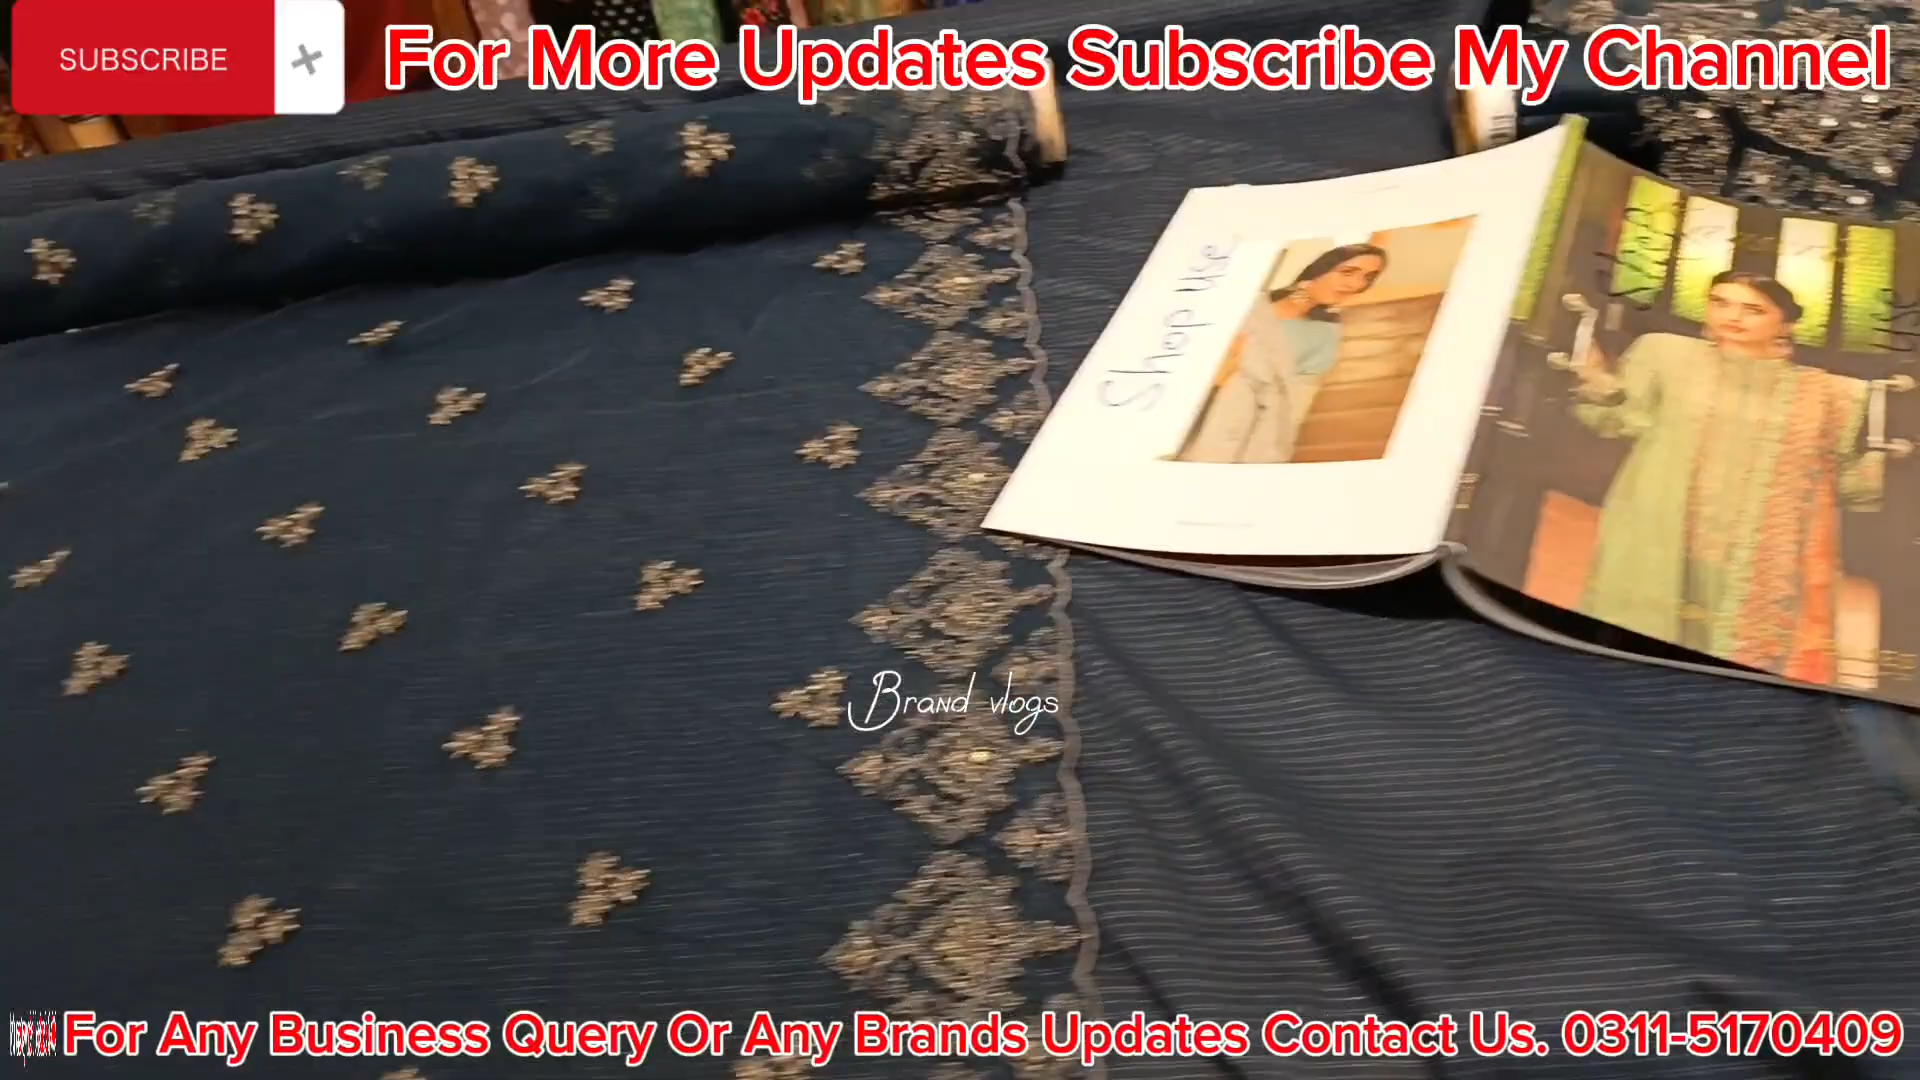 SUBSCRIBE
For More Updates Subscribe My Channel
Shop Use
Brand vlogs
For Any Business Query Or Any Brands Updates Contact Us. 0311-5170409